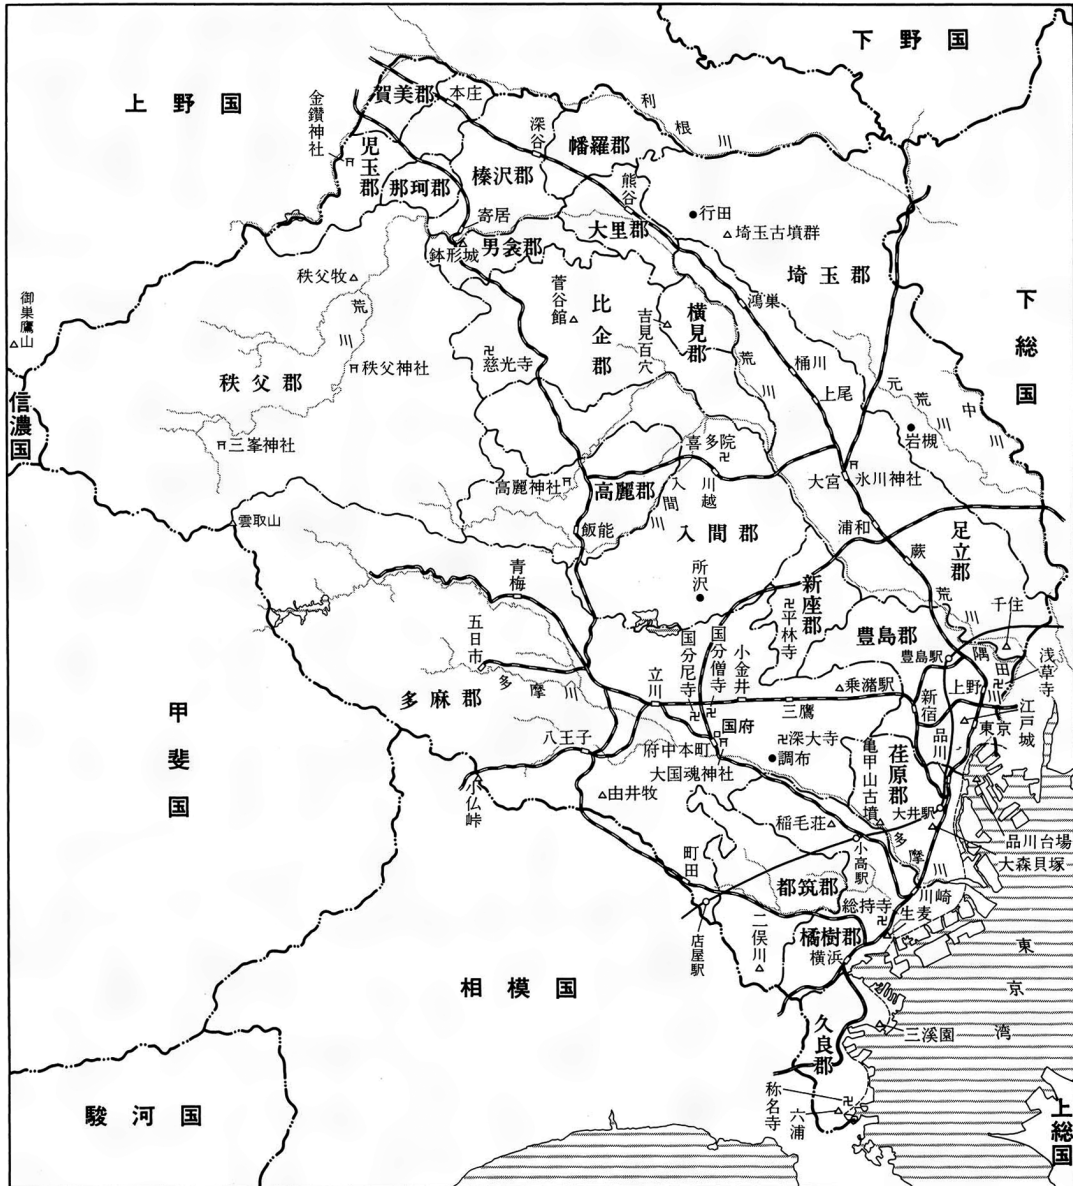 下野国
上野国
金鑽神社
賀美郡
本庄
利根川
深谷
幡羅郡
児玉郡
那珂郡
榛沢郡
熊谷
行田
埼玉古墳群
寄居
大里郡
男衾郡
鉢形城
埼玉郡
秩父牧
菅谷館
比企郡
吉見百穴
横見郡
鴻巣
荒川
御巣鷹山
下総国
荒川
慈光寺
桶川
秩父神社
上尾
秩父郡
元荒川
中川
信濃国
三峯神社
岩槻
喜多院
高麗神社
高麗郡
入間川
川越
大宮
氷川神社
雲取山
飯能
入間郡
浦和
足立郡
蕨
青梅
所沢
新座郡
平林寺
荒川
千住
五日市
国分尼寺
国分僧寺
小金井
豊島郡
豊島駅
隅田川
浅草寺
多摩川
立川
乗潴駅
上野
多麻郡
三鷹
新宿
江戸城
甲斐国
八王子
国府
東京
品川
府中本町
深大寺
調布
亀甲山古墳
荏原郡
大国魂神社
小仏峠
由井牧
大井駅
稲毛荘
多摩川
品川台場
大森貝塚
小高駅
町田
都筑郡
川崎
総持寺
生麦
店屋駅
二俣川
橘樹郡
横浜
東京湾
相模国
久良郡
三溪園
駿河国
称名寺
六浦
上総国